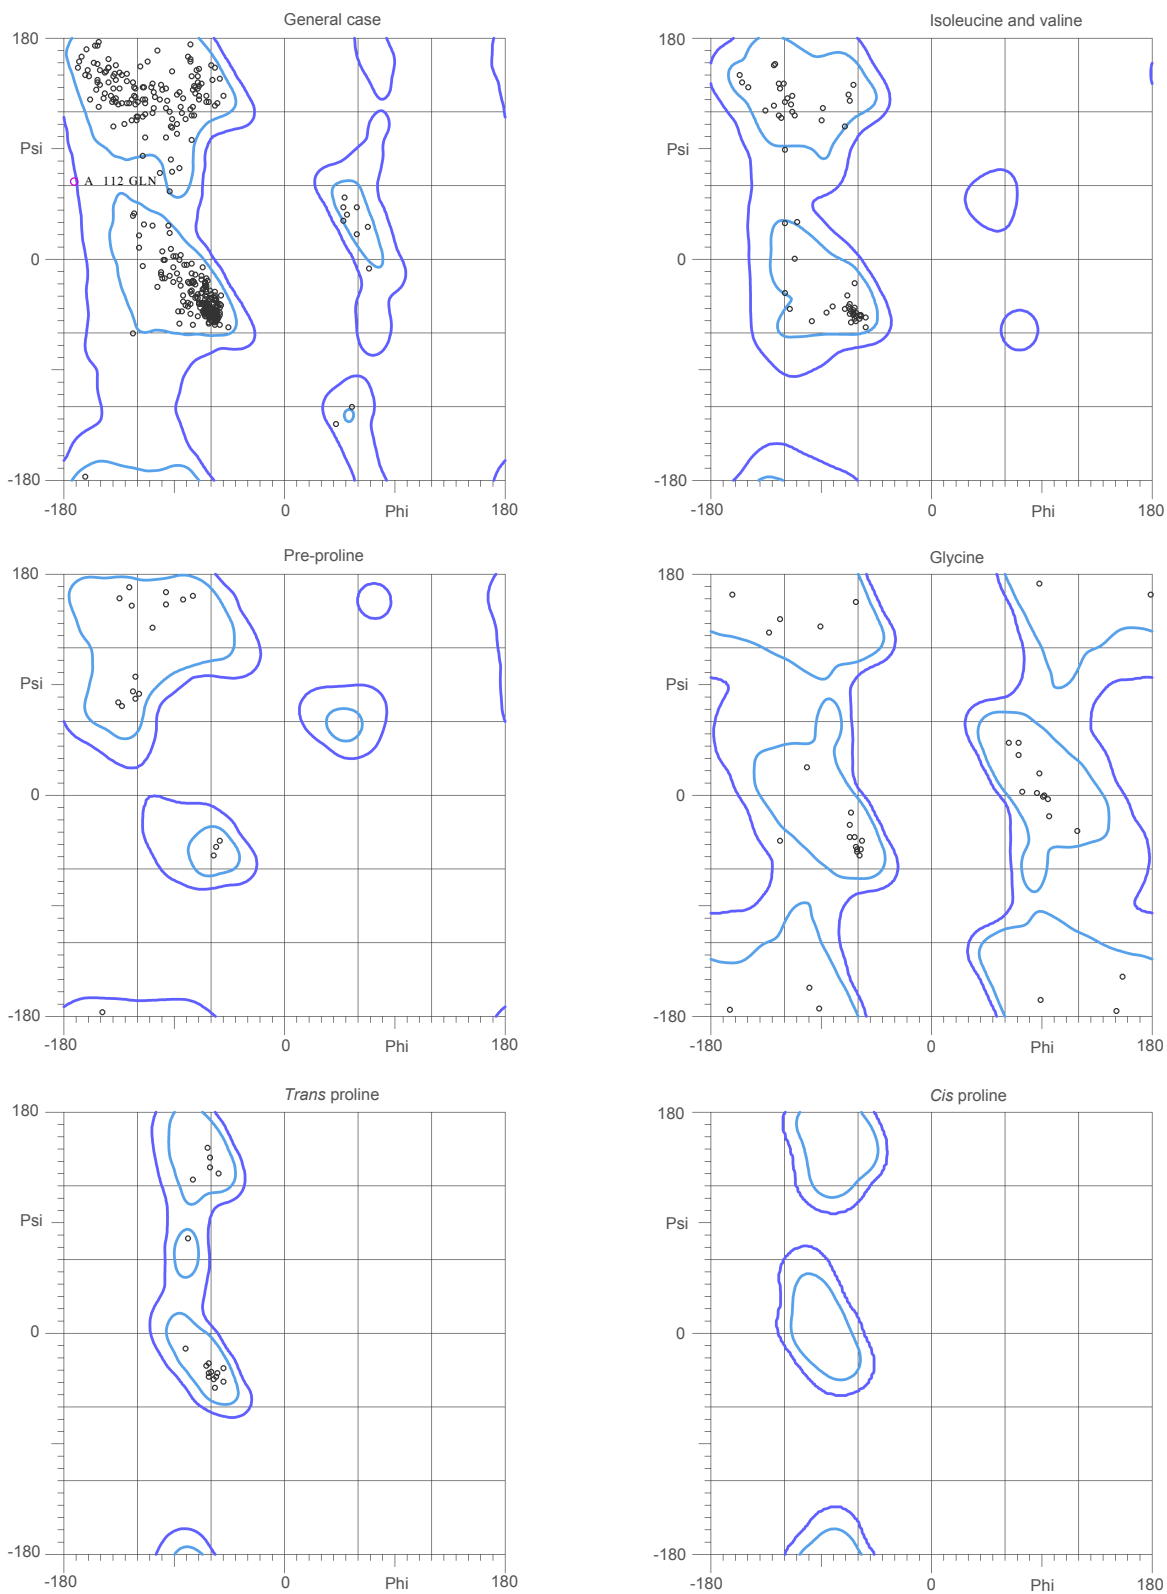 General case
180
Psi
A 112 GLN
0
-180
-180
0
Phi
180
Isoleucine and valine
180
Psi
0
-180
-180
0
Phi
180
Pre-proline
180
Psi
0
-180
-180
0
Phi
180
Glycine
180
Psi
0
-180
-180
0
Phi
180
Trans proline
180
Psi
0
-180
-180
0
Phi
180
Cis proline
180
Psi
0
-180
-180
0
Phi
180